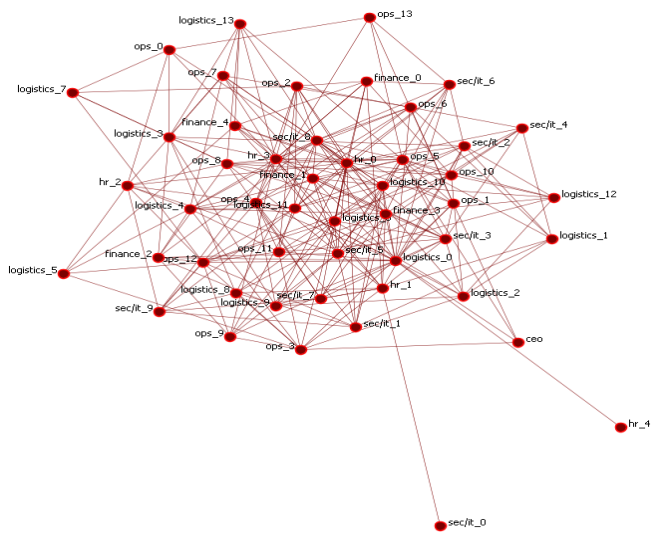 logistics_13
ops_13
ops_0
ops_7
ops_2
finance_0
sec/it_6
logistics_7
ops_6
logistics_3
finance_4
sec/it_8
sec/it_2
sec/it_4
hr_2
ops_8
hr_3
hr_0
ops_5
ops_10
finance_1
logistics_10
logistics_12
logistics_4
ops_4
logistics_11
logistics_
finance_3
ops_1
finance_2
ops_12
ops_11
sec/it_5
sec/it_3
logistics_1
logistics_5
logistics_0
logistics_8
logistics_9
sec/it_7
hr_1
logistics_2
sec/it_9
ops_9
ops_3
sec/it_1
ceo
hr_4
sec/it_0